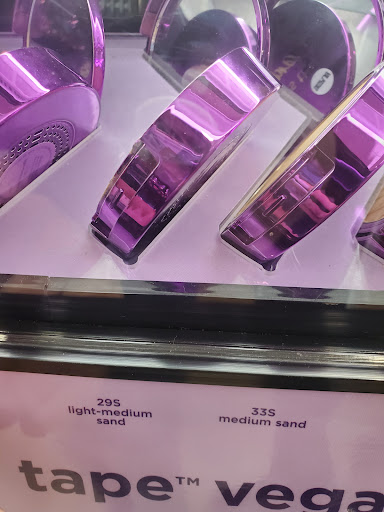 29S
light-medium
sand
33S
medium sand
tape™ vega